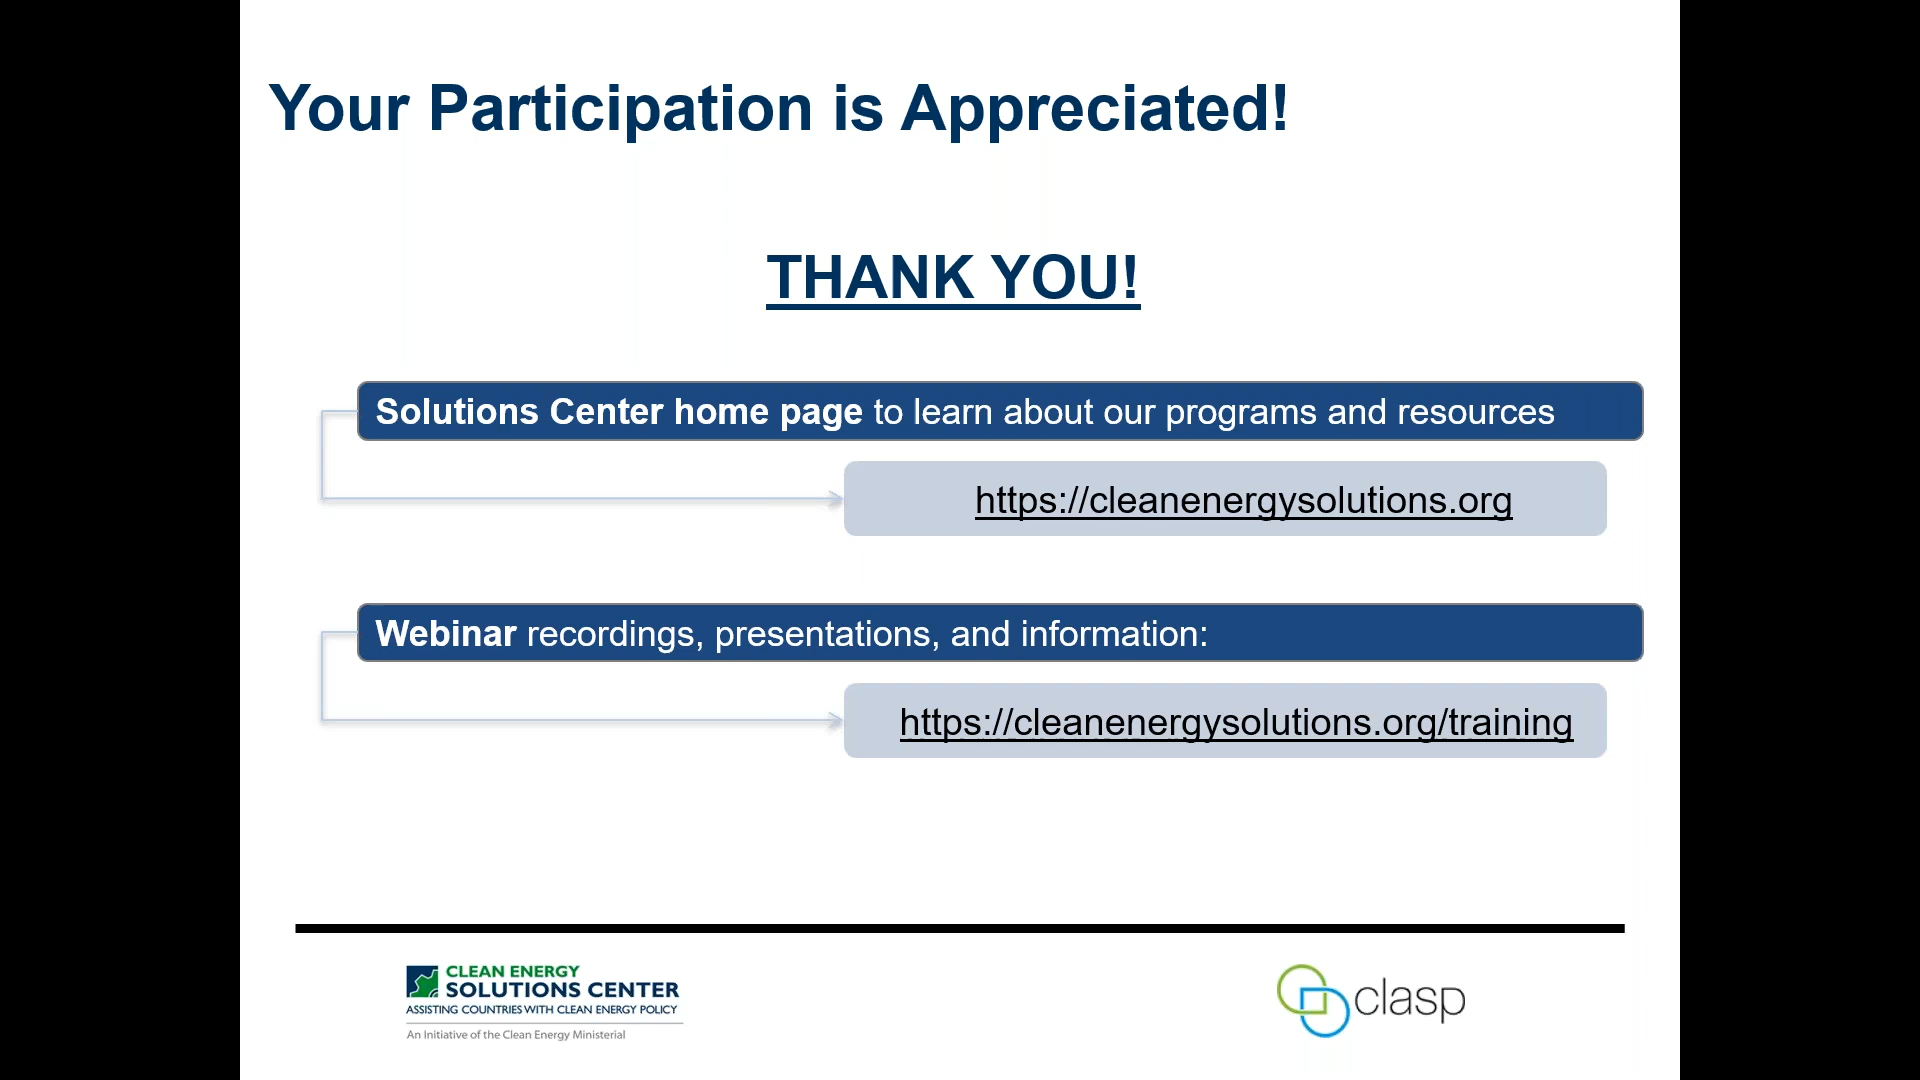 Your Participation is Appreciated!
THANK YOU!
Solutions Center home page to learn about our programs and resources
https://cleanenergysolutions.org
Webinar recordings, presentations, and information:
https://cleanenergysolutions.org/training
CLEAN ENERGY
SOLUTIONS CENTER
ASSISTING COUNTRIES WITH CLEAN ENERGY POLICY
An Initiative of the Clean Energy Ministerial
clasp